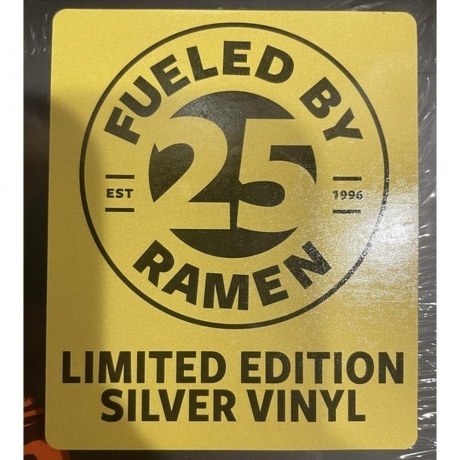 FUELED BY
25
EST 1996
RAMEN
LIMITED EDITION
SILVER VINYL